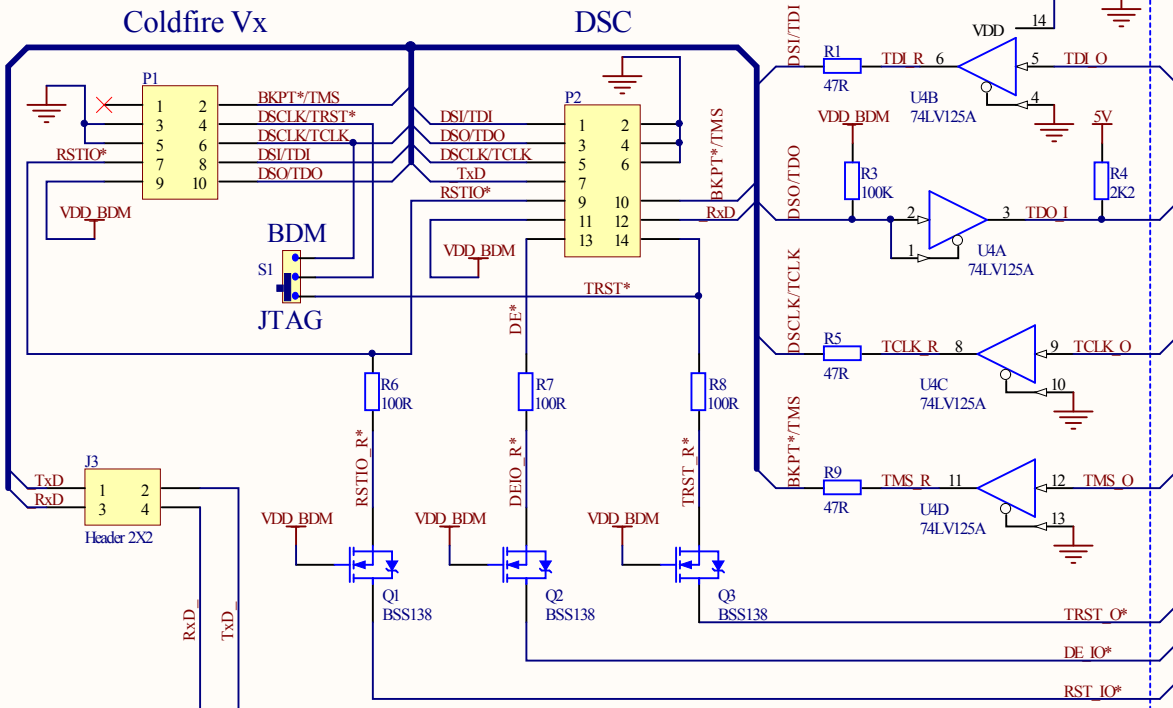 Coldfire Vx
DSC
P1
1 2
3 4
5 6
7 8
9 10
BKPT*/TMS
DSCLK/TRST*
DSCLK/TCLK
DSI/TDI
DSO/TDO
RSTIO*
VDD_BDM
BDM
S1
JTAG
P2
1 2
3 4
5 6
7
9 10
11 12
13 14
DSI/TDI
DSO/TDO
DSCLK/TCLK
TxD
RSTIO*
VDD_BDM
BKPT*/TMS
RxD
TRST*
DE*
DSI/TDI
R1
47R
TDI_R
6
VDD
14
5
TDI_O
4
U4B
74LV125A
VDD_BDM
R3
100K
DSO/TDO
2
1
3
TDO_I
U4A
74LV125A
5V
R4
2K2
DSCLK/TCLK
R5
47R
TCLK_R
8
9
TCLK_O
10
U4C
74LV125A
BKPT*/TMS
R9
47R
TMS_R
11
12
TMS_O
13
U4D
74LV125A
R6
100R
R7
100R
R8
100R
RSTIO_R*
DEIO_R*
TRST_R*
VDD_BDM
VDD_BDM
VDD_BDM
Q1
BSS138
Q2
BSS138
Q3
BSS138
J3
TxD
RxD
1 2
3 4
Header 2X2
RxD_
TxD_
TRST_O*
DE_IO*
RST_IO*